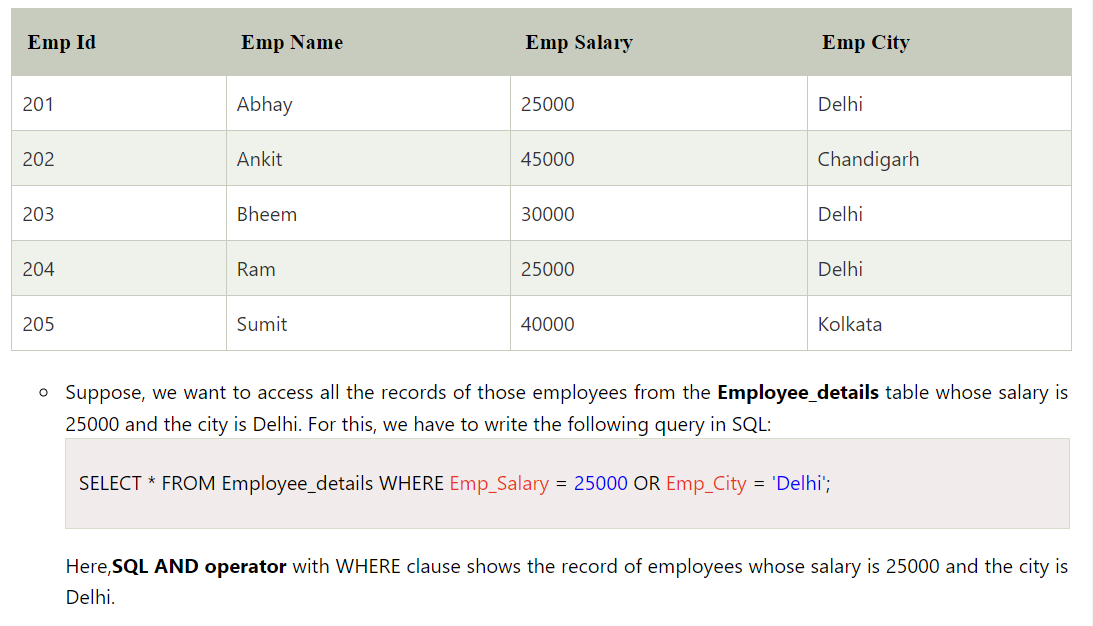 Emp Id Emp Name Emp Salary Emp City
201 Abhay 25000 Delhi
202 Ankit 45000 Chandigarh
203 Bheem 30000 Delhi
204 Ram 25000 Delhi
205 Sumit 40000 Kolkata
Suppose, we want to access all the records of those employees from the Employee_details table whose salary is
25000 and the city is Delhi. For this, we have to write the following query in SQL:
SELECT * FROM Employee_details WHERE Emp_Salary = 25000 OR Emp_City = 'Delhi';
Here,SQL AND operator with WHERE clause shows the record of employees whose salary is 25000 and the city is
Delhi.